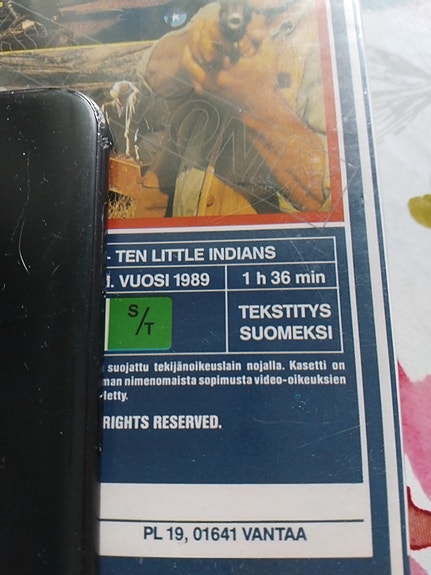 - TEN LITTLE INDIANS
. VUOSI 1989
1 h 36 min
S/T
TEKSTITYS
SUOMEKSI
suojattu tekijänoikeuslain nojalla. Kasetti on
man nimenomaista sopimusta video-oikeuksien
letty.
RIGHTS RESERVED.
PL 19, 01641 VANTAA